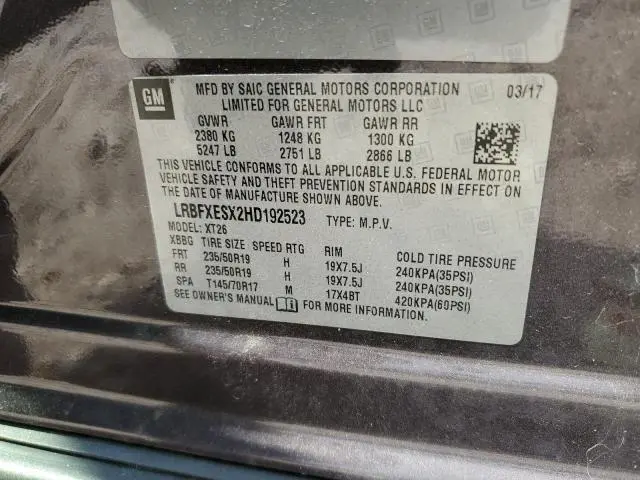 GM
MFD BY SAIC GENERAL MOTORS CORPORATION 03/17
LIMITED FOR GENERAL MOTORS LLC
GVWR GAWR FRT GAWR RR
2380 KG 1248 KG 1300 KG
5247 LB 2751 LB 2866 LB
THIS VEHICLE CONFORMS TO ALL APPLICABLE U.S. FEDERAL MOTOR
VEHICLE SAFETY AND THEFT PREVENTION STANDARDS IN EFFECT ON
THE DATE OF MANUFACTURE SHOWN ABOVE.
LRBFXESX2HD192523 TYPE: M.P.V.
MODEL: XT26
XBBG TIRE SIZE SPEED RTG RIM COLD TIRE PRESSURE
FRT 235/50R19 H 19X7.5J 240KPA(35PSI)
RR 235/50R19 H 19X7.5J 240KPA(35PSI)
SPA T145/70R17 M 17X4BT 420KPA(60PSI)
SEE OWNER'S MANUAL FOR MORE INFORMATION.